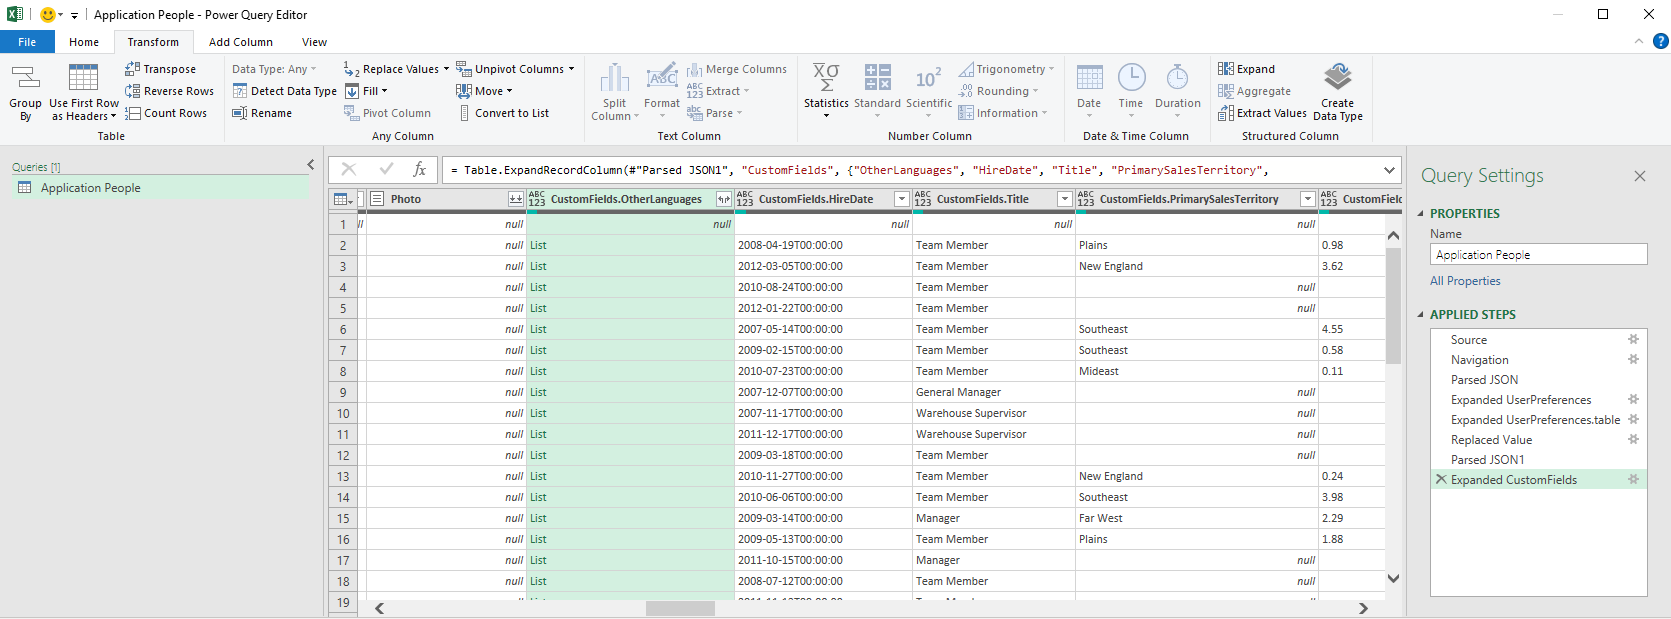 Application People - Power Query Editor
File Home Transform Add Column View
Group By
Use First Row as Headers
Transpose
Reverse Rows
Count Rows
Table
Data Type: Any
Detect Data Type
Rename
Replace Values
Fill
Pivot Column
Unpivot Columns
Move
Convert to List
Any Column
Split Column
Format
Merge Columns
Extract
Parse
Text Column
Statistics
Standard
Scientific
Trigonometry
Rounding
Information
Number Column
Date
Time
Duration
Date & Time Column
Expand
Aggregate
Extract Values
Create Data Type
Structured Column
Queries [1]
Application People
fx = Table.ExpandRecordColumn(#"Parsed JSON1", "CustomFields", {"OtherLanguages", "HireDate", "Title", "PrimarySalesTerritory",
Photo ABC 123 CustomFields.OtherLanguages ABC 123 CustomFields.HireDate ABC 123 CustomFields.Title ABC 123 CustomFields.PrimarySalesTerritory ABC 123 CustomFielc
1 null null null null null
2 null List 2008-04-19T00:00:00 Team Member Plains 0.98
3 null List 2012-03-05T00:00:00 Team Member New England 3.62
4 null List 2010-08-24T00:00:00 Team Member null
5 null List 2012-01-22T00:00:00 Team Member null
6 null List 2007-05-14T00:00:00 Team Member Southeast 4.55
7 null List 2009-02-15T00:00:00 Team Member Southeast 0.58
8 null List 2010-07-23T00:00:00 Team Member Mideast 0.11
9 null List 2007-12-07T00:00:00 General Manager null
10 null List 2007-11-17T00:00:00 Warehouse Supervisor null
11 null List 2011-12-17T00:00:00 Warehouse Supervisor null
12 null List 2009-03-18T00:00:00 Team Member null
13 null List 2010-11-27T00:00:00 Team Member New England 0.24
14 null List 2010-06-06T00:00:00 Team Member Southeast 3.98
15 null List 2009-03-14T00:00:00 Manager Far West 2.29
16 null List 2009-05-13T00:00:00 Team Member Plains 1.88
17 null List 2011-10-15T00:00:00 Manager null
18 null List 2008-07-12T00:00:00 Team Member null
19
Query Settings
PROPERTIES
Name
Application People
All Properties
APPLIED STEPS
Source
Navigation
Parsed JSON
Expanded UserPreferences
Expanded UserPreferences.table
Replaced Value
Parsed JSON1
Expanded CustomFields